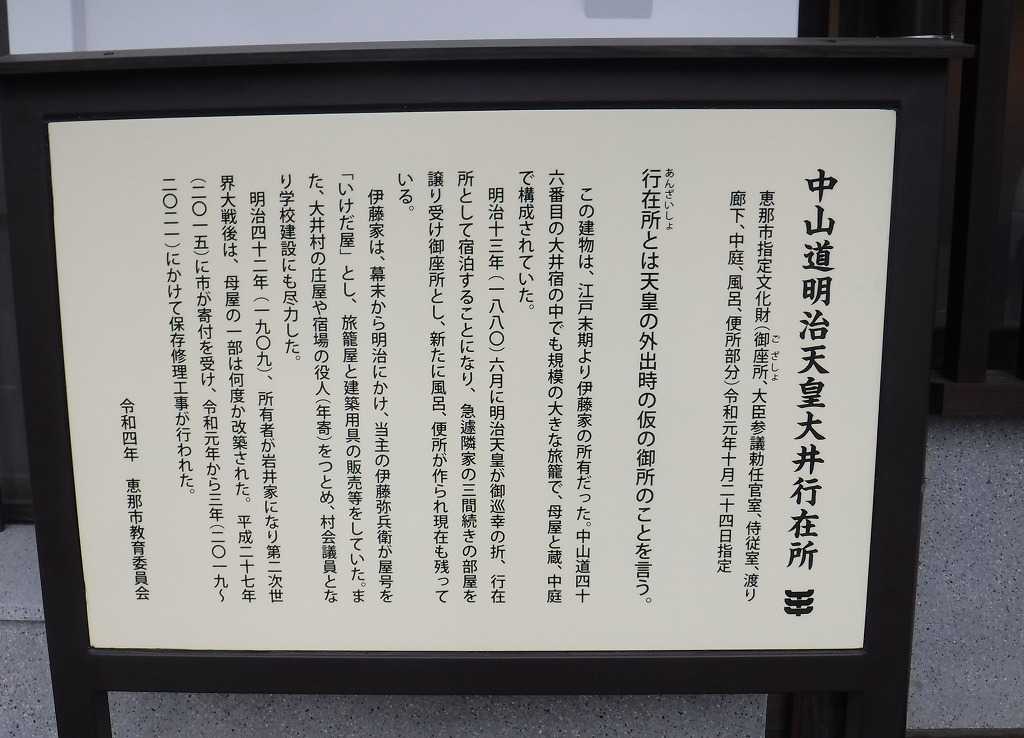 中山道明治天皇大井行在所
恵那市指定文化財(御座所、大臣参議勅任官室、侍従室、渡り
ござしょ
廊下、中庭、風呂、便所部分)令和元年十月二十四日指定
あんざいしょ
行在所とは天皇の外出時の仮の御所のことを言う。
この建物は、江戸末期より伊藤家の所有だった。中山道四十
六番目の大井宿の中でも規模の大きな旅籠で、母屋と蔵、中庭
で構成されていた。
明治十三年(一八八〇)六月に明治天皇が御巡幸の折、行在
所として宿泊することになり、急遽隣家の三間続きの部屋を
譲り受け御座所とし、新たに風呂、便所が作られ現在も残って
いる。
伊藤家は、幕末から明治にかけ、当主の伊藤弥兵衛が屋号を
「いけだ屋」とし、旅籠屋と建築用具の販売等をしていた。ま
た、大井村の庄屋や宿場の役人(年寄)をつとめ、村会議員とな
り学校建設にも尽力した。
明治四十二年(一九〇九)、所有者が岩井家になり第二次世
界大戦後は、母屋の一部は何度か改築された。平成二十七年
(二〇一五)に市が寄付を受け、令和元年から三年(二〇一九〜
二〇二一)にかけて保存修理工事が行われた。
令和四年 恵那市教育委員会